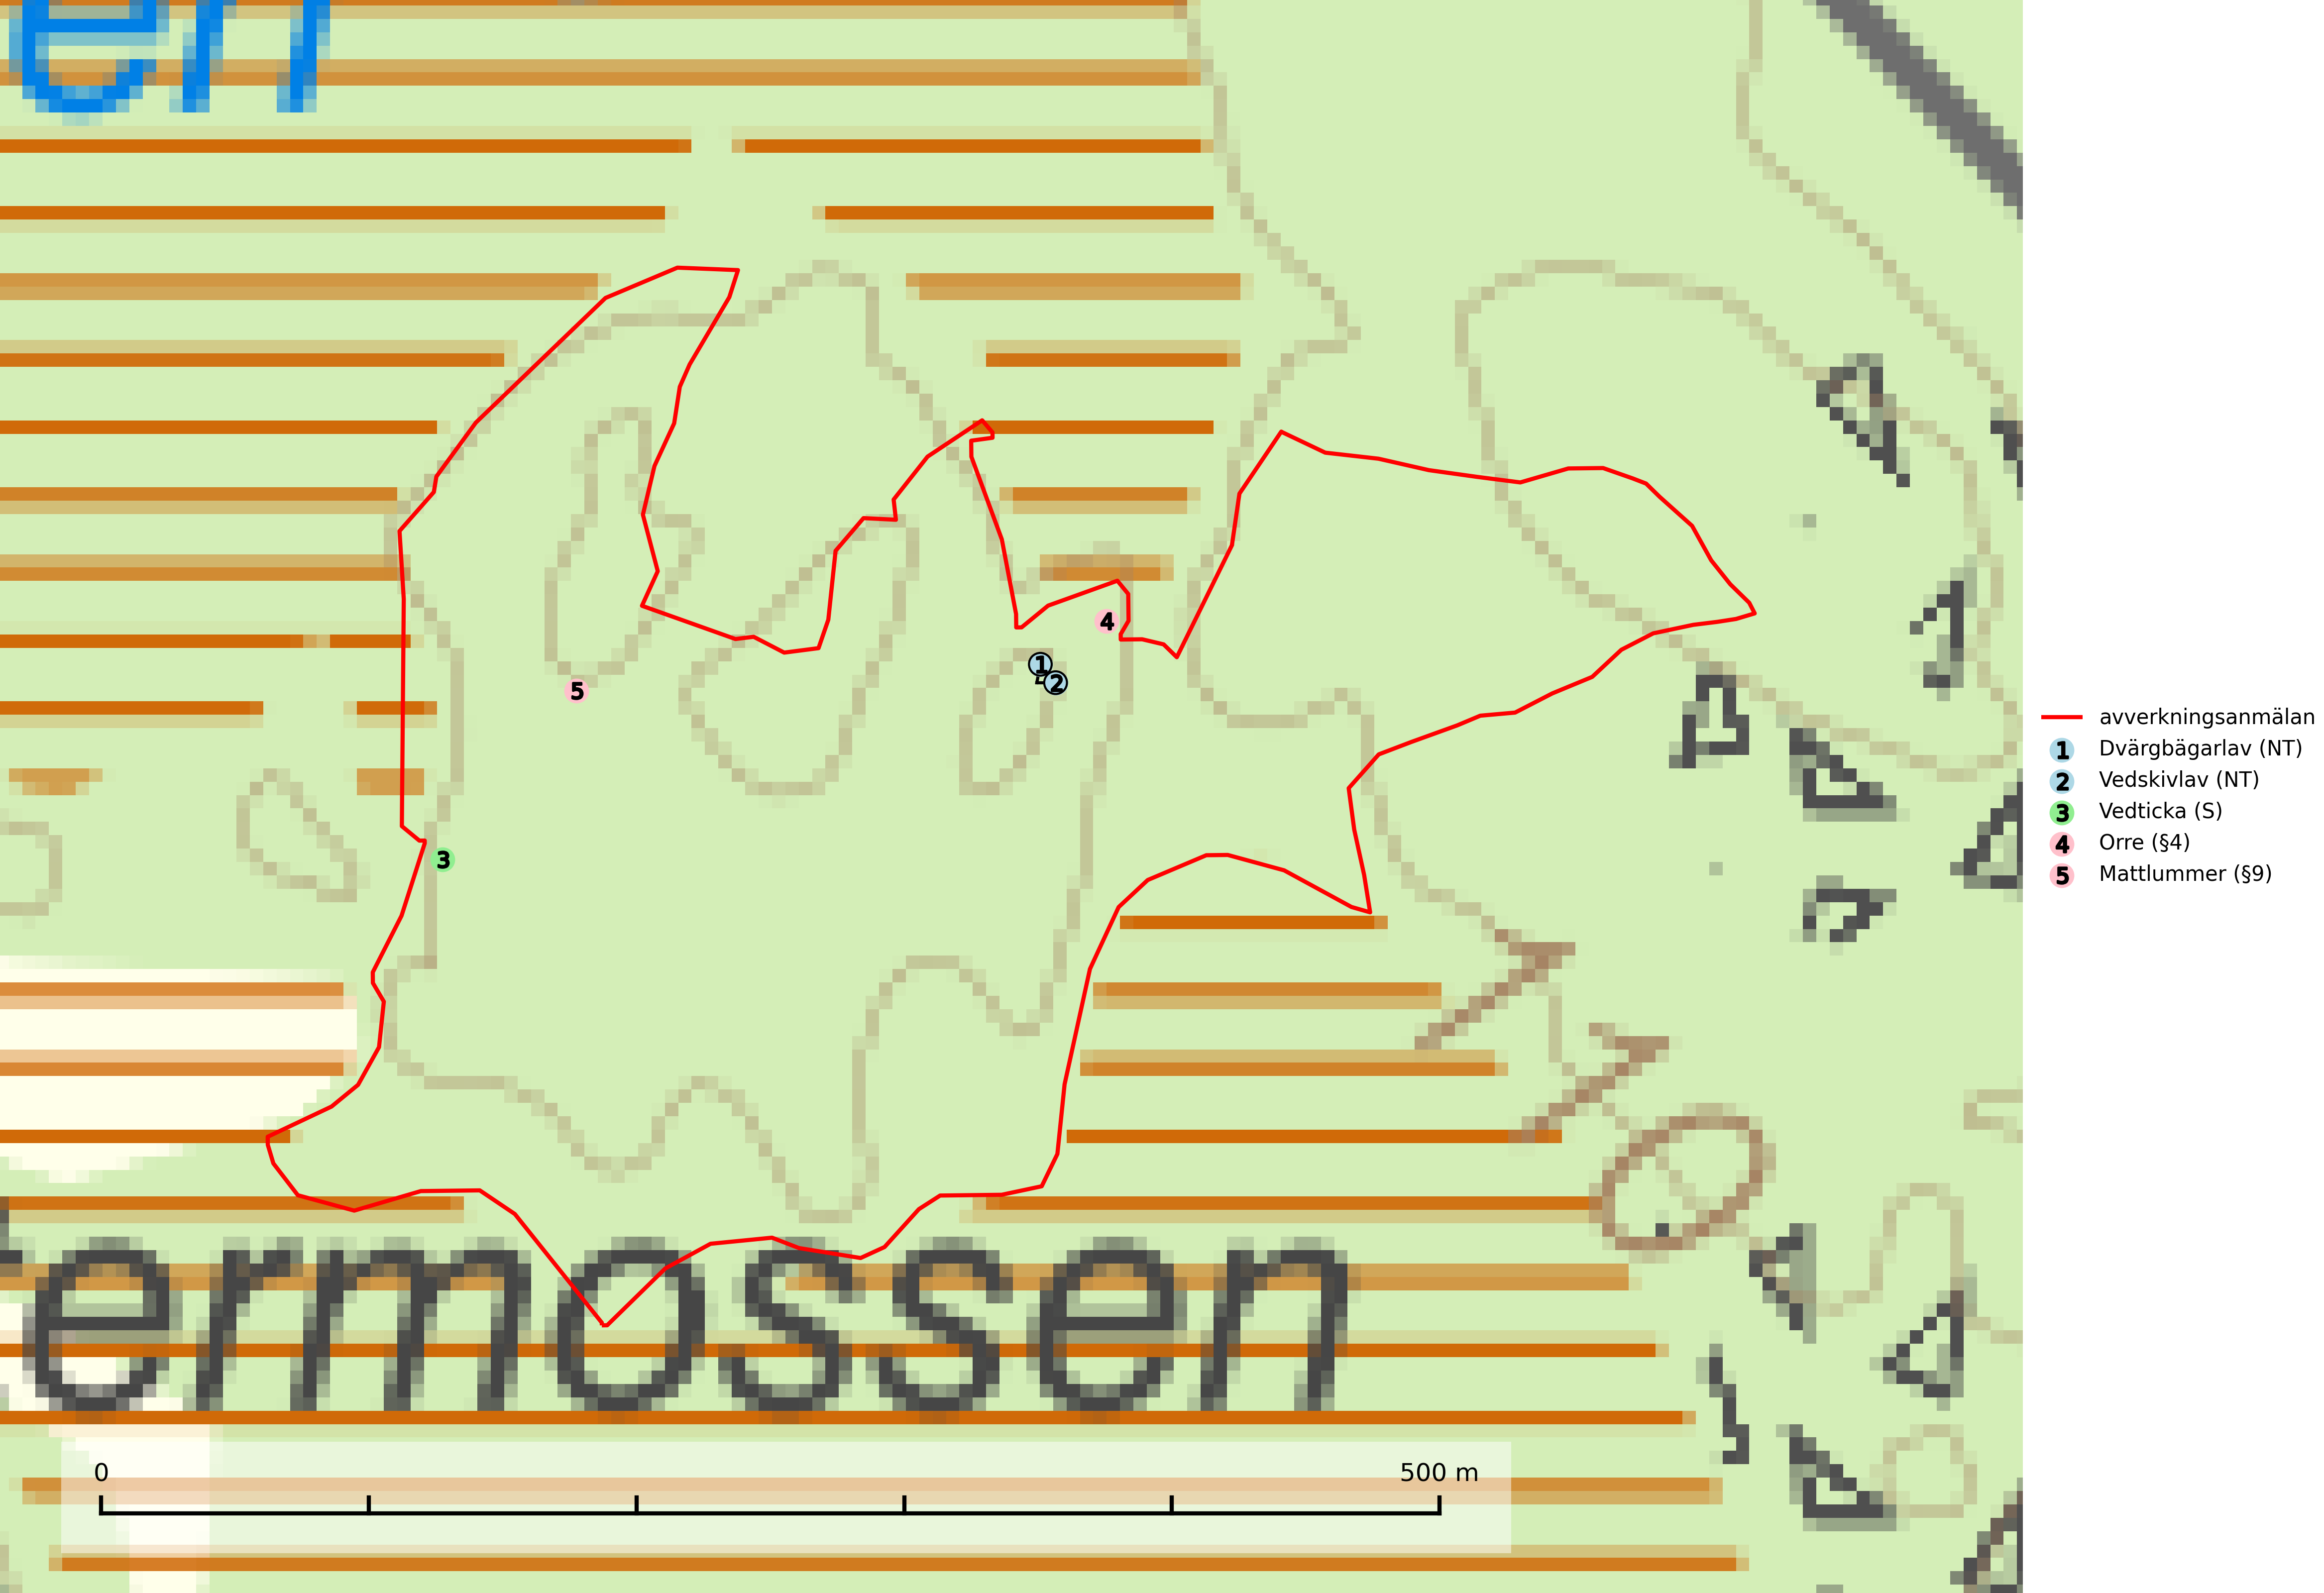 en
4
1
2
5
3
ermossen
0 500 m
avverkningsanmälan
1 Dvärgbägarlav (NT)
2 Vedskivlav (NT)
3 Vedticka (S)
4 Orre (§4)
5 Mattlummer (§9)